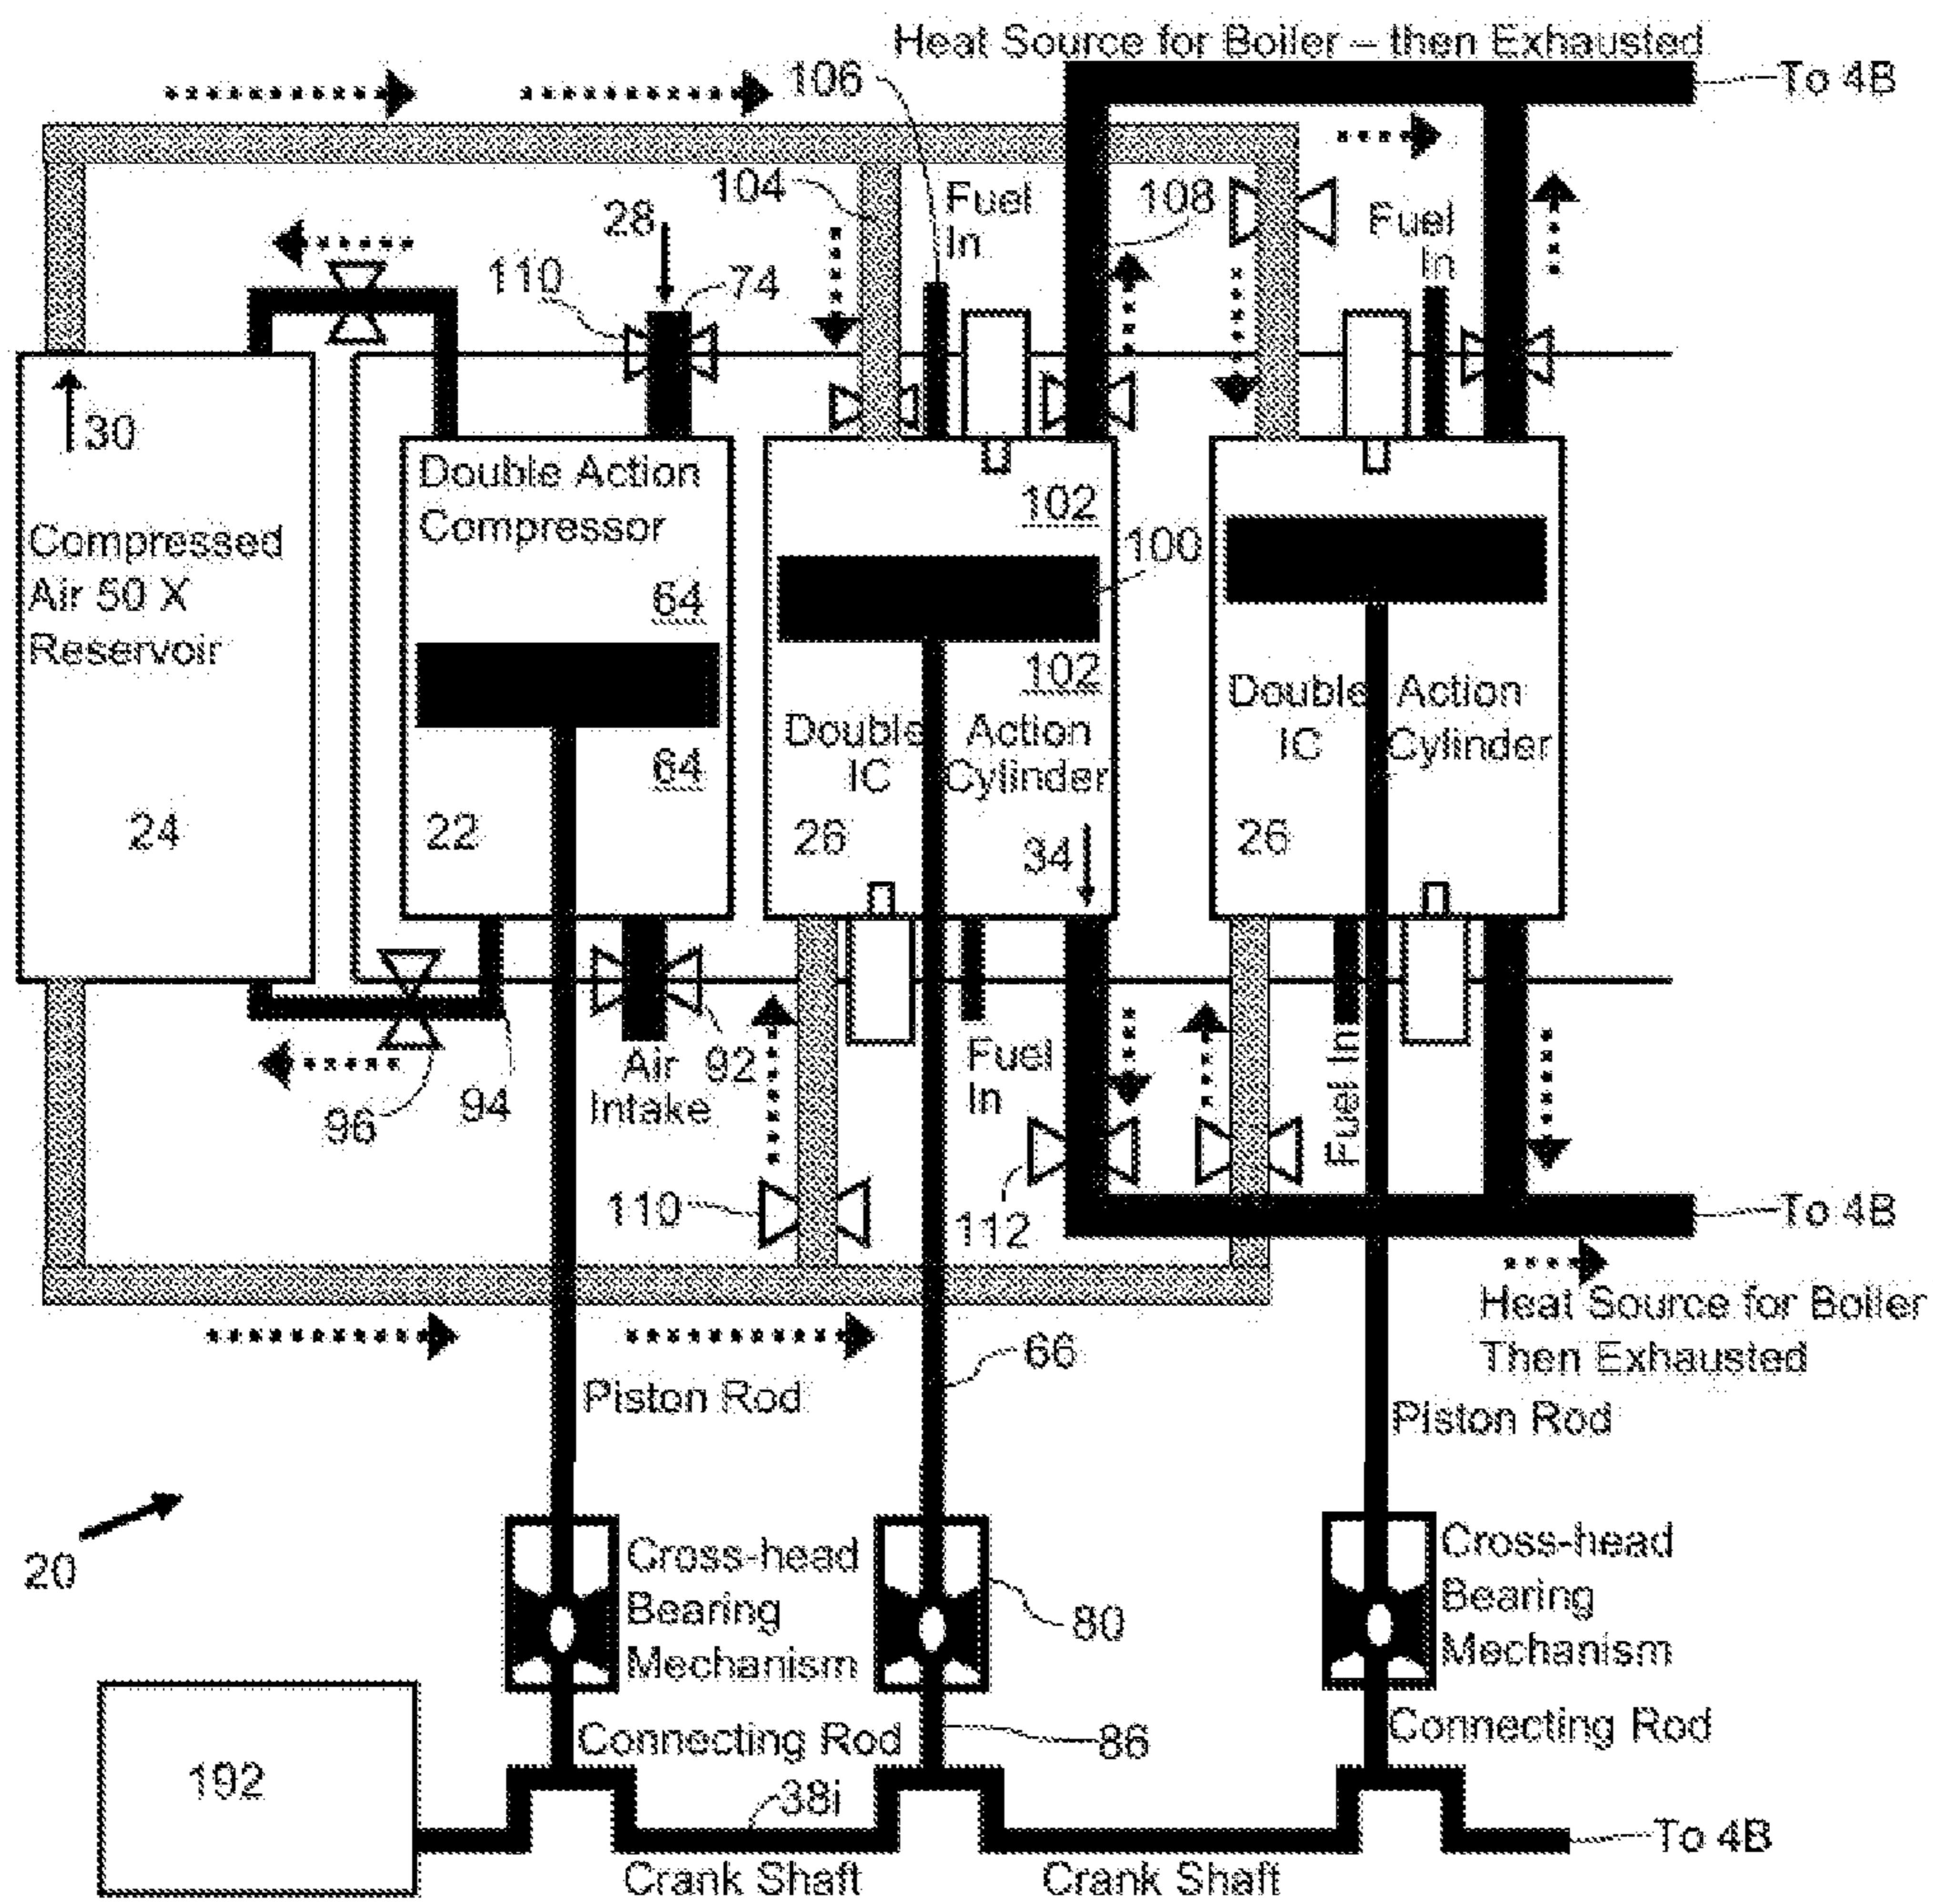 Heat Source for Boiler – then Exhausted
106
To 4B
104
Fuel
In
108
Fuel
In
28
110
74
30
Double Action
Compressor
102
100
Compressed
Air 50 X
Reservoir
64
102
Double Action
IC Cylinder
Double Action
IC Cylinder
64
24
22
26
34
26
Air
Intake
92
Fuel
In
Fuel In
96
94
110
112
To 4B
Heat Source for Boiler
Then Exhausted
66
Piston Rod
Piston Rod
20
Cross-head
Bearing
Mechanism
80
Cross-head
Bearing
Mechanism
Connecting Rod
86
Connecting Rod
192
38i
To 4B
Crank Shaft
Crank Shaft